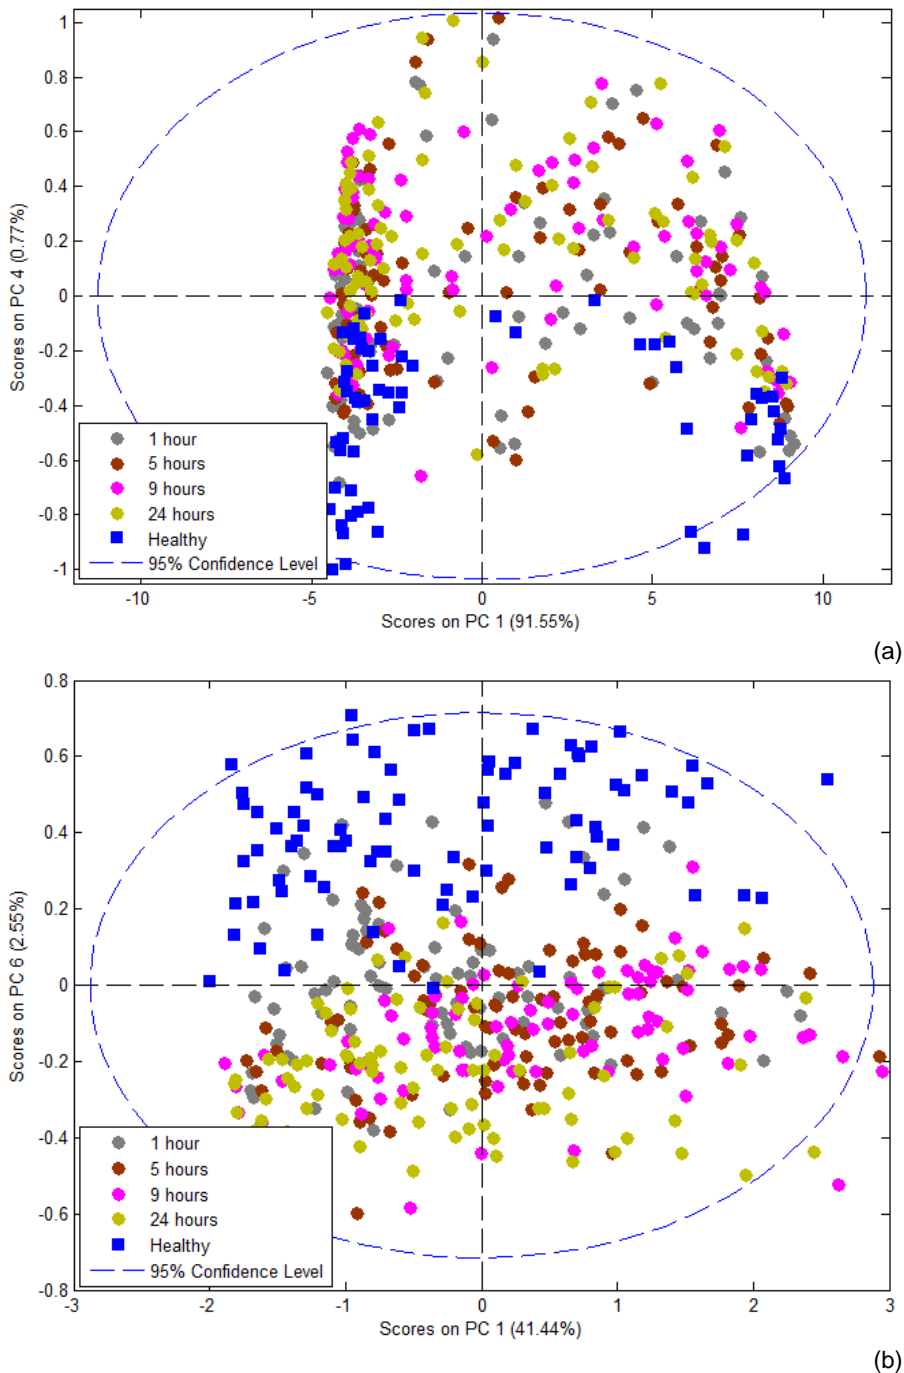 1
0.8
0.6
0.4
0.2
0
-0.2
-0.4
-0.6
-0.8
-1
Scores on PC 4 (0.77%)
1 hour
5 hours
9 hours
24 hours
Healthy
95% Confidence Level
-10 -5 0 5 10
Scores on PC 1 (91.55%)
(a)
0.8
0.6
0.4
0.2
0
-0.2
-0.4
-0.6
-0.8
Scores on PC 6 (2.55%)
1 hour
5 hours
9 hours
24 hours
Healthy
95% Confidence Level
-3 -2 -1 0 1 2 3
Scores on PC 1 (41.44%)
(b)